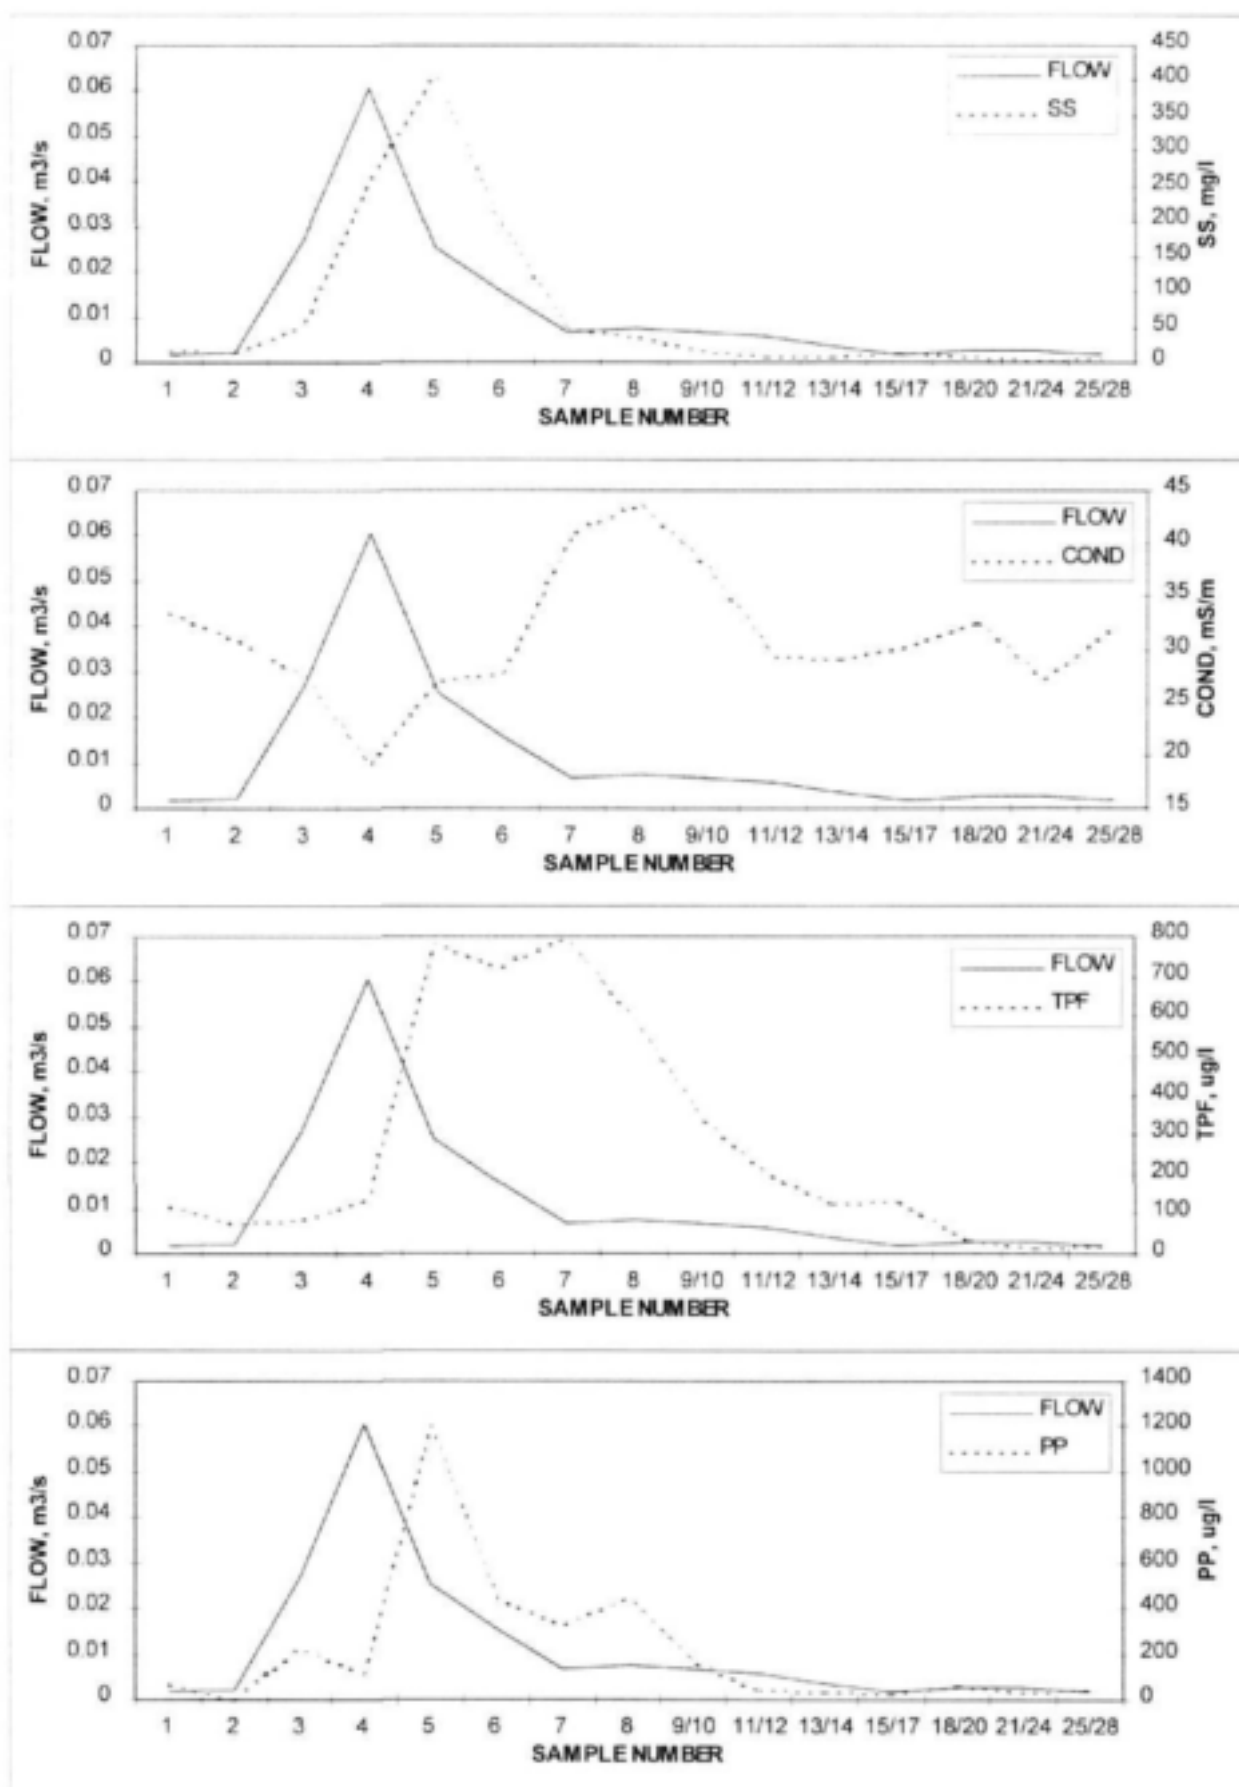 0.07 450
0.06 400
0.05 350
0.04 300
0.03 250
0.02 200
0.01 150
0 100
50
0
FLOW, m3/s
SS, mg/l
FLOW
SS
1 2 3 4 5 6 7 8 9/10 11/12 13/14 15/17 18/20 21/24 25/28
SAMPLE NUMBER
0.07 45
0.06 40
0.05 35
0.04 30
0.03 25
0.02 20
0.01 15
0
FLOW, m3/s
COND, mS/m
FLOW
COND
1 2 3 4 5 6 7 8 9/10 11/12 13/14 15/17 18/20 21/24 25/28
SAMPLE NUMBER
0.07 800
0.06 700
0.05 600
0.04 500
0.03 400
0.02 300
0.01 200
0 100
0
FLOW, m3/s
TPF, ug/l
FLOW
TPF
1 2 3 4 5 6 7 8 9/10 11/12 13/14 15/17 18/20 21/24 25/28
SAMPLE NUMBER
0.07 1400
0.06 1200
0.05 1000
0.04 800
0.03 600
0.02 400
0.01 200
0 0
FLOW, m3/s
PP, ug/l
FLOW
PP
1 2 3 4 5 6 7 8 9/10 11/12 13/14 15/17 18/20 21/24 25/28
SAMPLE NUMBER